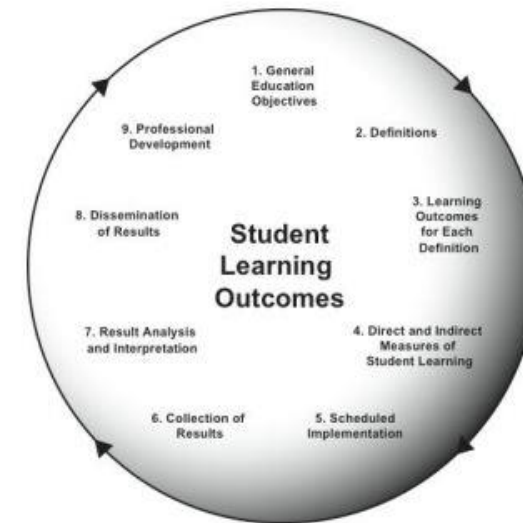 1. General
Education
Objectives
2. Definitions
3. Learning
Outcomes
for Each
Definition
4. Direct and Indirect
Measures of
Student Learning
5. Scheduled
Implementation
6. Collection of
Results
7. Result Analysis
and Interpretation
8. Dissemination
of Results
9. Professional
Development
Student
Learning
Outcomes